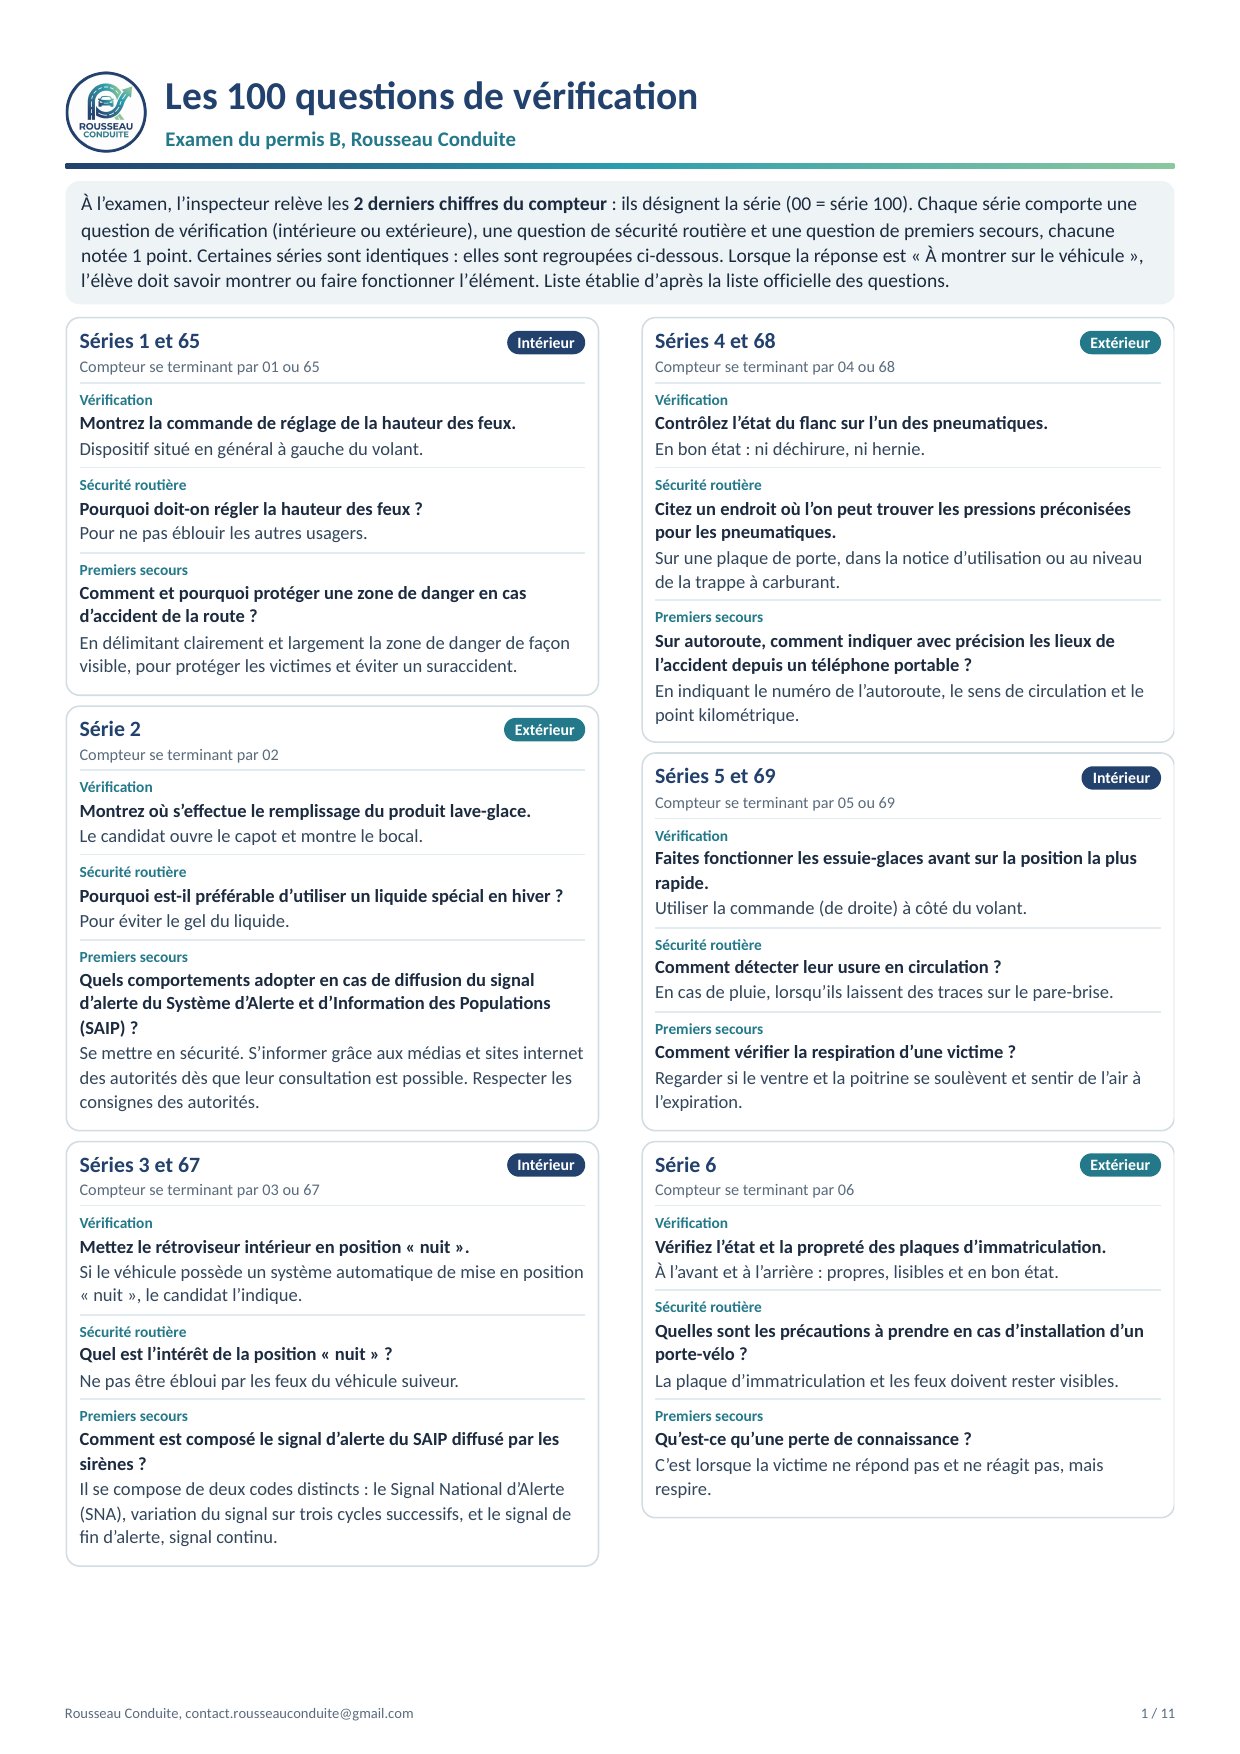 ROUSSEAU
CONDUITE
Les 100 questions de vérification
Examen du permis B, Rousseau Conduite
À l’examen, l’inspecteur relève les 2 derniers chiffres du compteur : ils désignent la série (00 = série 100). Chaque série comporte une
question de vérification (intérieure ou extérieure), une question de sécurité routière et une question de premiers secours, chacune
notée 1 point. Certaines séries sont identiques : elles sont regroupées ci-dessous. Lorsque la réponse est « À montrer sur le véhicule »,
l’élève doit savoir montrer ou faire fonctionner l’élément. Liste établie d’après la liste officielle des questions.
Séries 1 et 65
Intérieur
Compteur se terminant par 01 ou 65
Vérification
Montrez la commande de réglage de la hauteur des feux.
Dispositif situé en général à gauche du volant.
Sécurité routière
Pourquoi doit-on régler la hauteur des feux ?
Pour ne pas éblouir les autres usagers.
Premiers secours
Comment et pourquoi protéger une zone de danger en cas
d’accident de la route ?
En délimitant clairement et largement la zone de danger de façon
visible, pour protéger les victimes et éviter un suraccident.
Série 2
Extérieur
Compteur se terminant par 02
Vérification
Montrez où s’effectue le remplissage du produit lave-glace.
Le candidat ouvre le capot et montre le bocal.
Sécurité routière
Pourquoi est-il préférable d’utiliser un liquide spécial en hiver ?
Pour éviter le gel du liquide.
Premiers secours
Quels comportements adopter en cas de diffusion du signal
d’alerte du Système d’Alerte et d’Information des Populations
(SAIP) ?
Se mettre en sécurité. S’informer grâce aux médias et sites internet
des autorités dès que leur consultation est possible. Respecter les
consignes des autorités.
Séries 3 et 67
Intérieur
Compteur se terminant par 03 ou 67
Vérification
Mettez le rétroviseur intérieur en position « nuit ».
Si le véhicule possède un système automatique de mise en position
« nuit », le candidat l’indique.
Sécurité routière
Quel est l’intérêt de la position « nuit » ?
Ne pas être ébloui par les feux du véhicule suiveur.
Premiers secours
Comment est composé le signal d’alerte du SAIP diffusé par les
sirènes ?
Il se compose de deux codes distincts : le Signal National d’Alerte
(SNA), variation du signal sur trois cycles successifs, et le signal de
fin d’alerte, signal continu.
Séries 4 et 68
Extérieur
Compteur se terminant par 04 ou 68
Vérification
Contrôlez l’état du flanc sur l’un des pneumatiques.
En bon état : ni déchirure, ni hernie.
Sécurité routière
Citez un endroit où l’on peut trouver les pressions préconisées
pour les pneumatiques.
Sur une plaque de porte, dans la notice d’utilisation ou au niveau
de la trappe à carburant.
Premiers secours
Sur autoroute, comment indiquer avec précision les lieux de
l’accident depuis un téléphone portable ?
En indiquant le numéro de l’autoroute, le sens de circulation et le
point kilométrique.
Séries 5 et 69
Intérieur
Compteur se terminant par 05 ou 69
Vérification
Faites fonctionner les essuie-glaces avant sur la position la plus
rapide.
Utiliser la commande (de droite) à côté du volant.
Sécurité routière
Comment détecter leur usure en circulation ?
En cas de pluie, lorsqu’ils laissent des traces sur le pare-brise.
Premiers secours
Comment vérifier la respiration d’une victime ?
Regarder si le ventre et la poitrine se soulèvent et sentir de l’air à
l’expiration.
Série 6
Extérieur
Compteur se terminant par 06
Vérification
Vérifiez l’état et la propreté des plaques d’immatriculation.
À l’avant et à l’arrière : propres, lisibles et en bon état.
Sécurité routière
Quelles sont les précautions à prendre en cas d’installation d’un
porte-vélo ?
La plaque d’immatriculation et les feux doivent rester visibles.
Premiers secours
Qu’est-ce qu’une perte de connaissance ?
C’est lorsque la victime ne répond pas et ne réagit pas, mais
respire.
Rousseau Conduite, contact.rousseauconduite@gmail.com
1 / 11